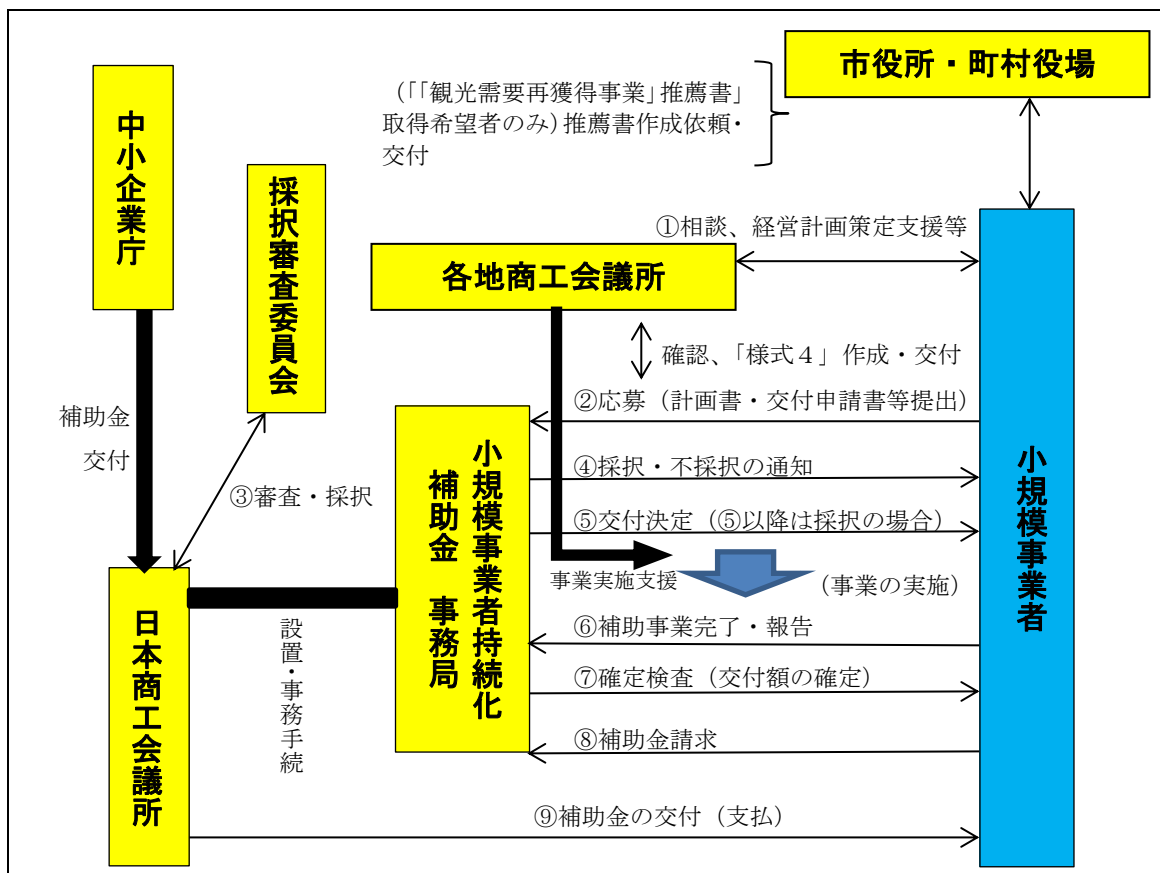 市役所・町村役場
（「「観光需要再獲得事業」推薦書」
取得希望者のみ）推薦書作成依頼・
交付
中小企業庁
採択審査委員会
①相談、経営計画策定支援等
各地商工会議所
確認、「様式４」作成・交付
②応募（計画書・交付申請書等提出）
補助金
交付
③審査・採択
小規模事業者持続化
補助金　事務局
④採択・不採択の通知
⑤交付決定（⑤以降は採択の場合）
事業実施支援
（事業の実施）
小規模事業者
日本商工会議所
設置・事務手続
⑥補助事業完了・報告
⑦確定検査（交付額の確定）
⑧補助金請求
⑨補助金の交付（支払）